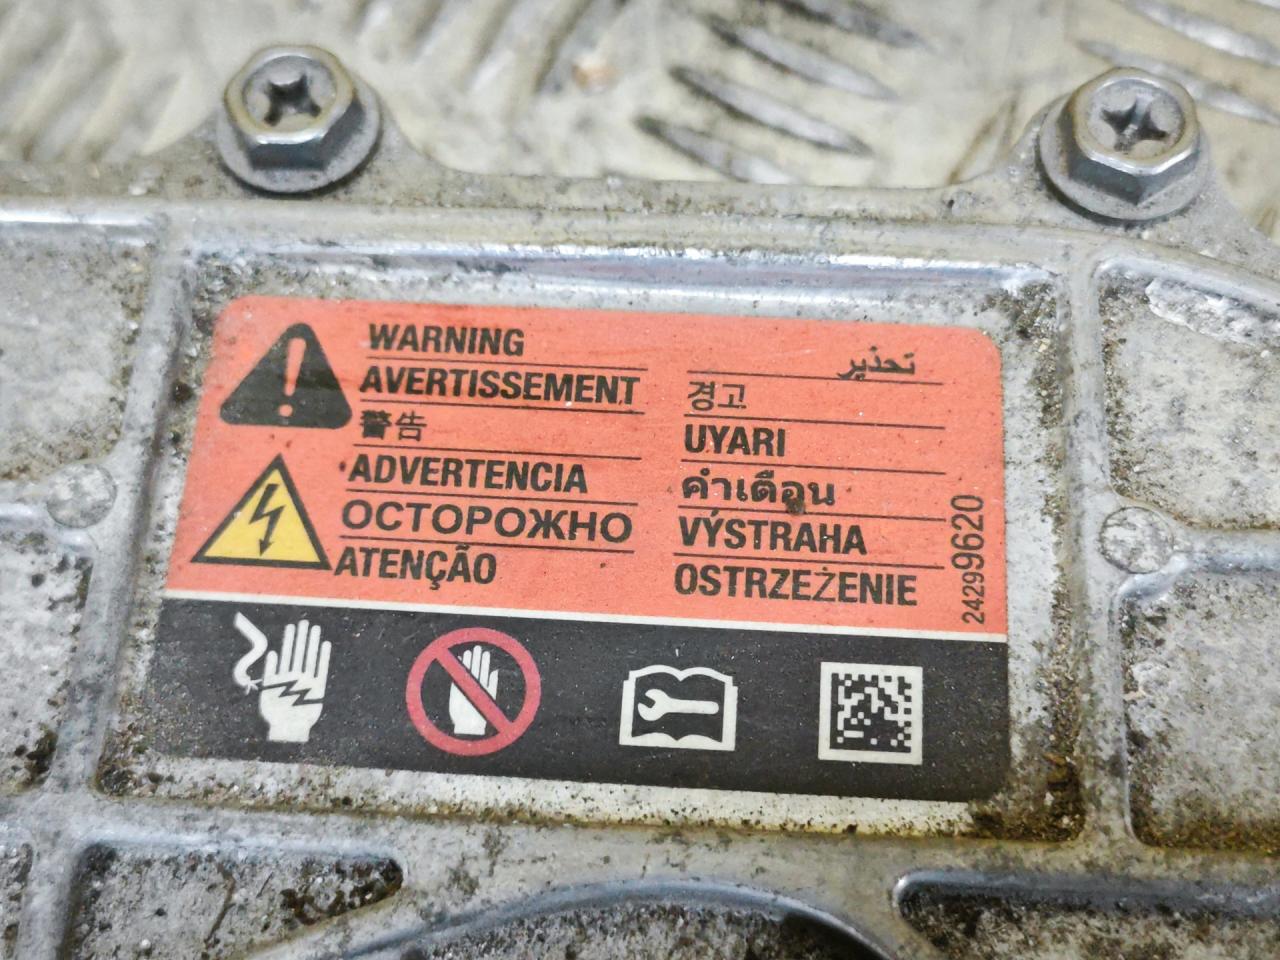 WARNING
AVERTISSEMENT
警告
ADVERTENCIA
ОСТОРОЖНО
ATENÇÃO
تحذير
경고
UYARI
คำเตือน
VÝSTRAHA
OSTRZEŻENIE
24299620